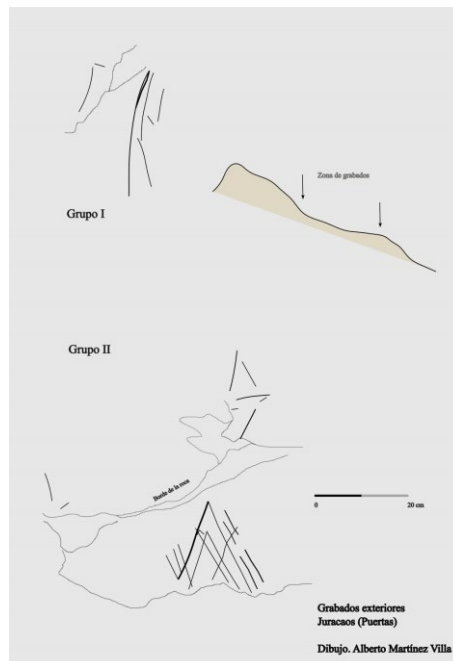 Zona de grabados
Grupo I
Grupo II
Borde de la roca
0 20 cm
Grabados exteriores
Juracaos (Puertas)
Dibujo. Alberto Martínez Villa